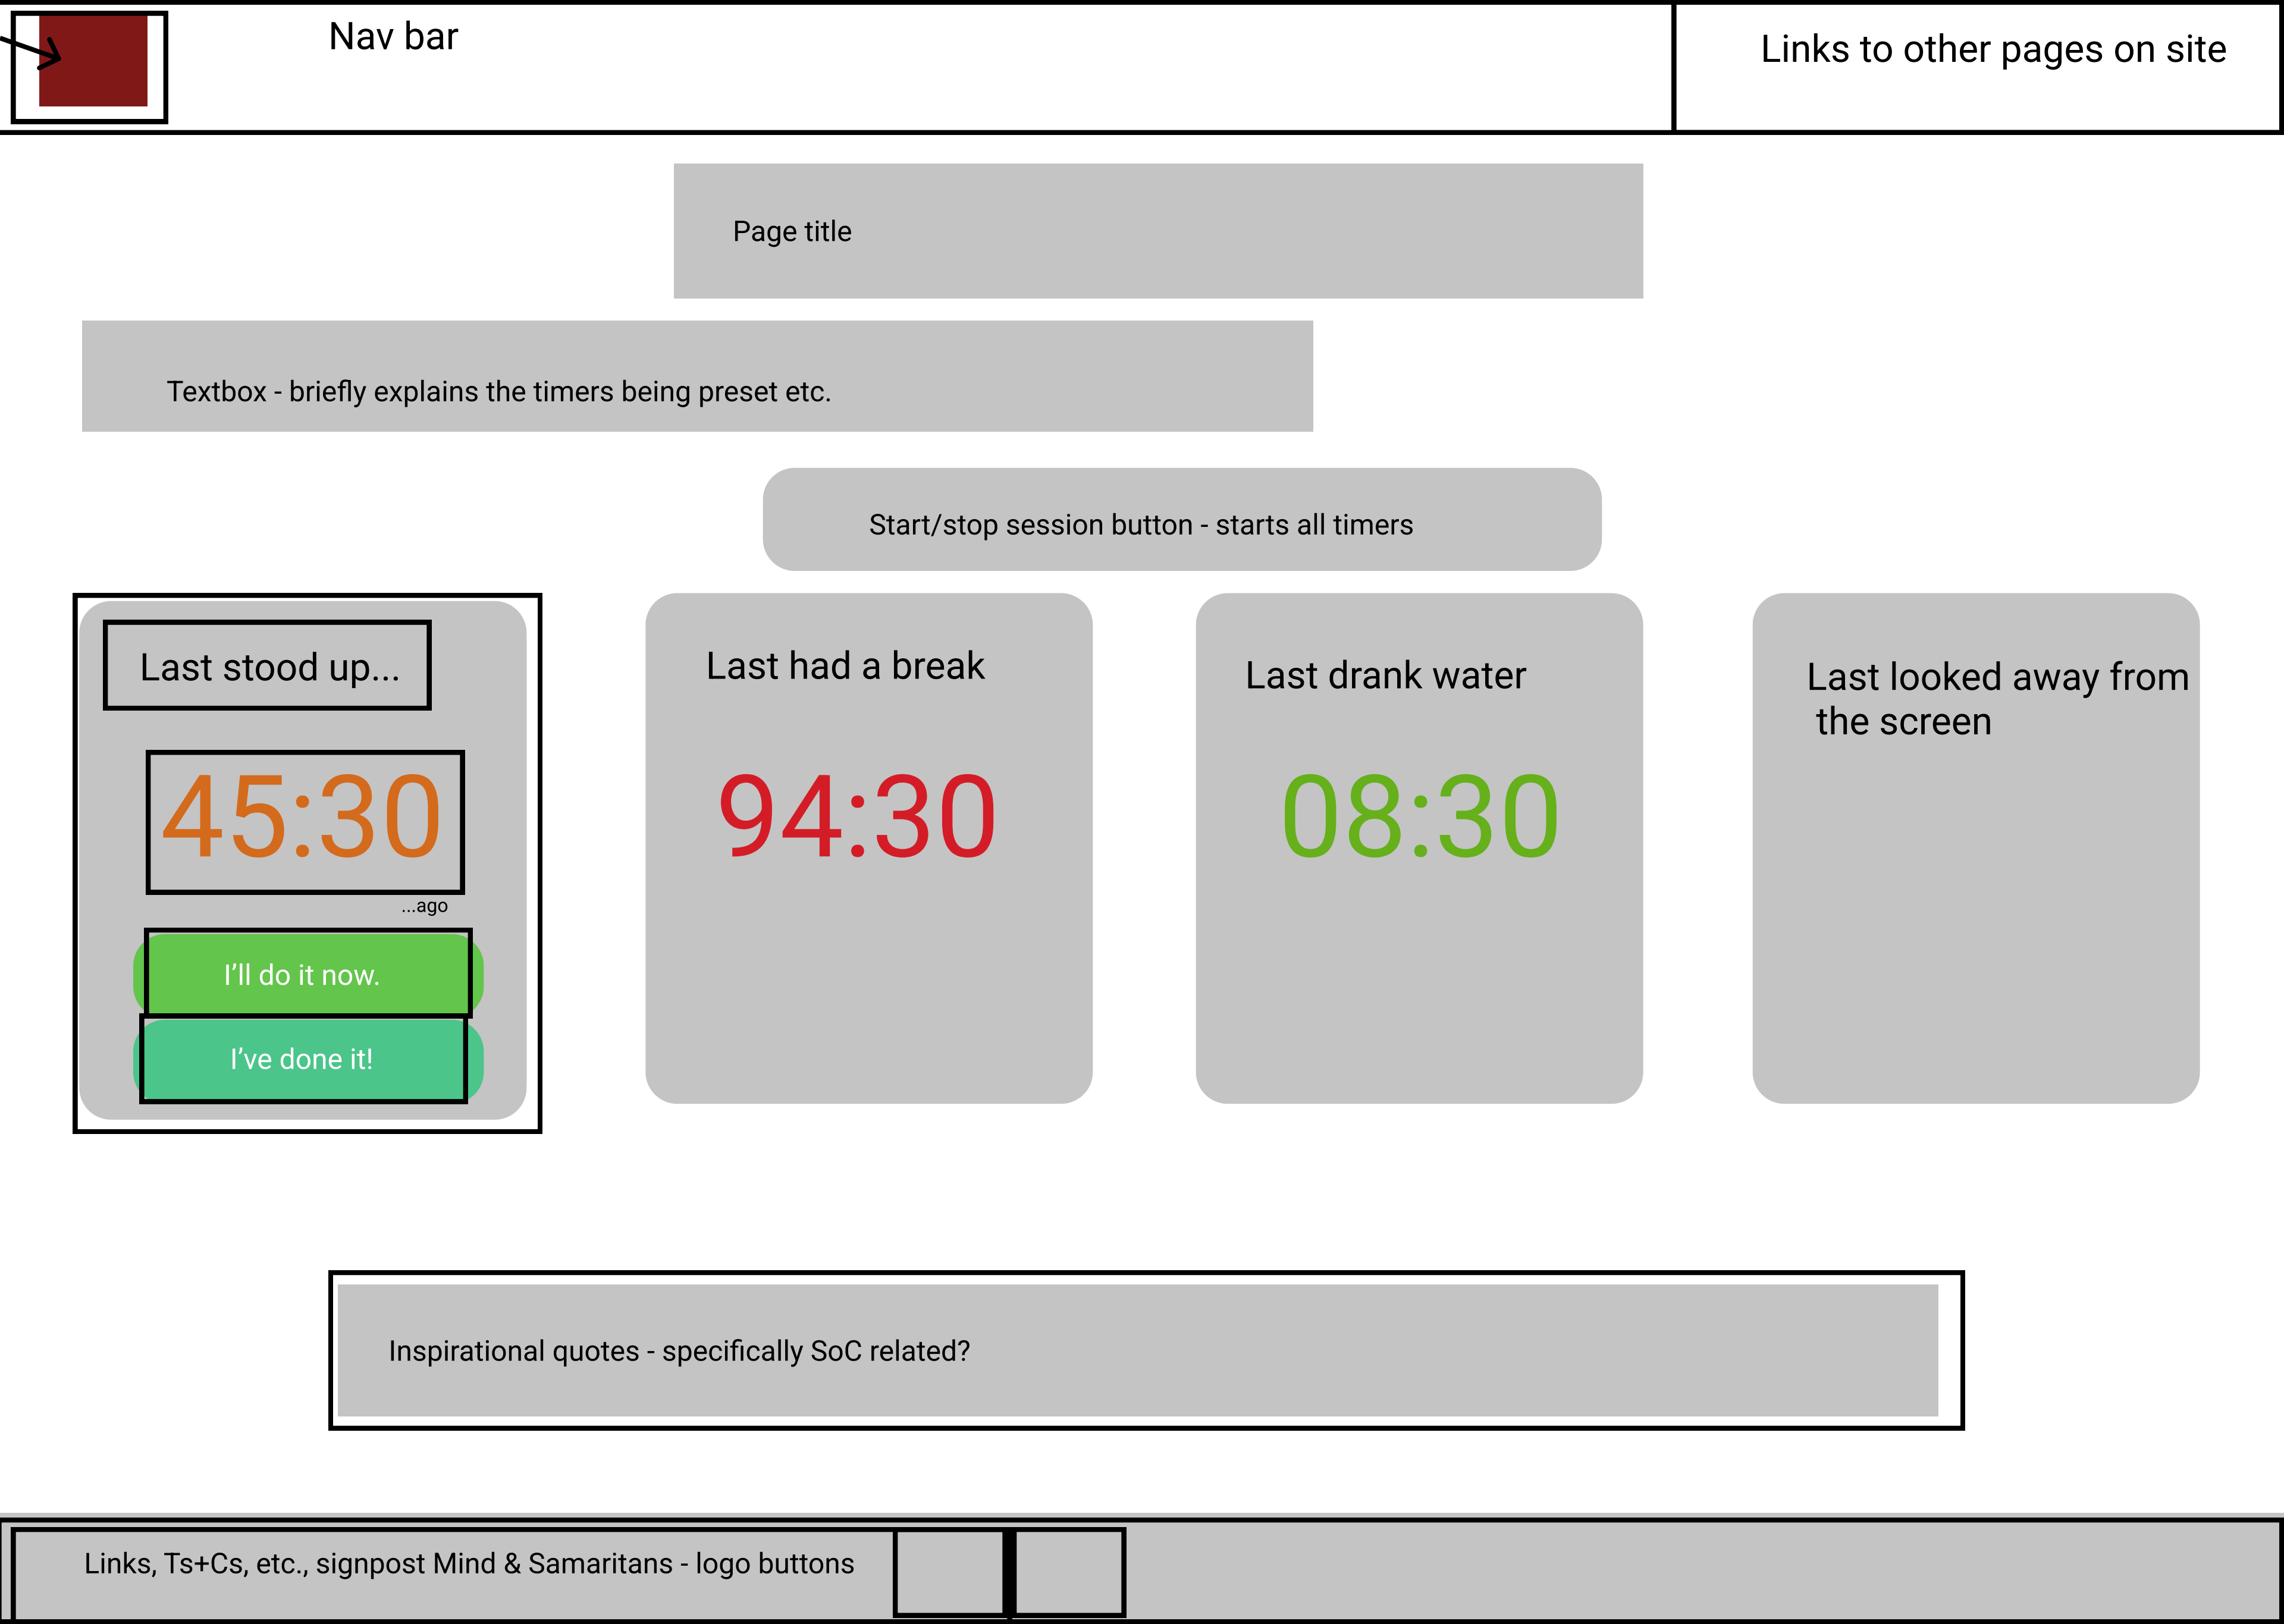 Nav bar
Links to other pages on site
Page title
Textbox - briefly explains the timers being preset etc.
Start/stop session button - starts all timers
Last stood up...
45:30
...ago
I'll do it now.
I've done it!
Last had a break
94:30
Last drank water
08:30
Last looked away from
the screen
Inspirational quotes - specifically SoC related?
Links, Ts+Cs, etc., signpost Mind & Samaritans - logo buttons